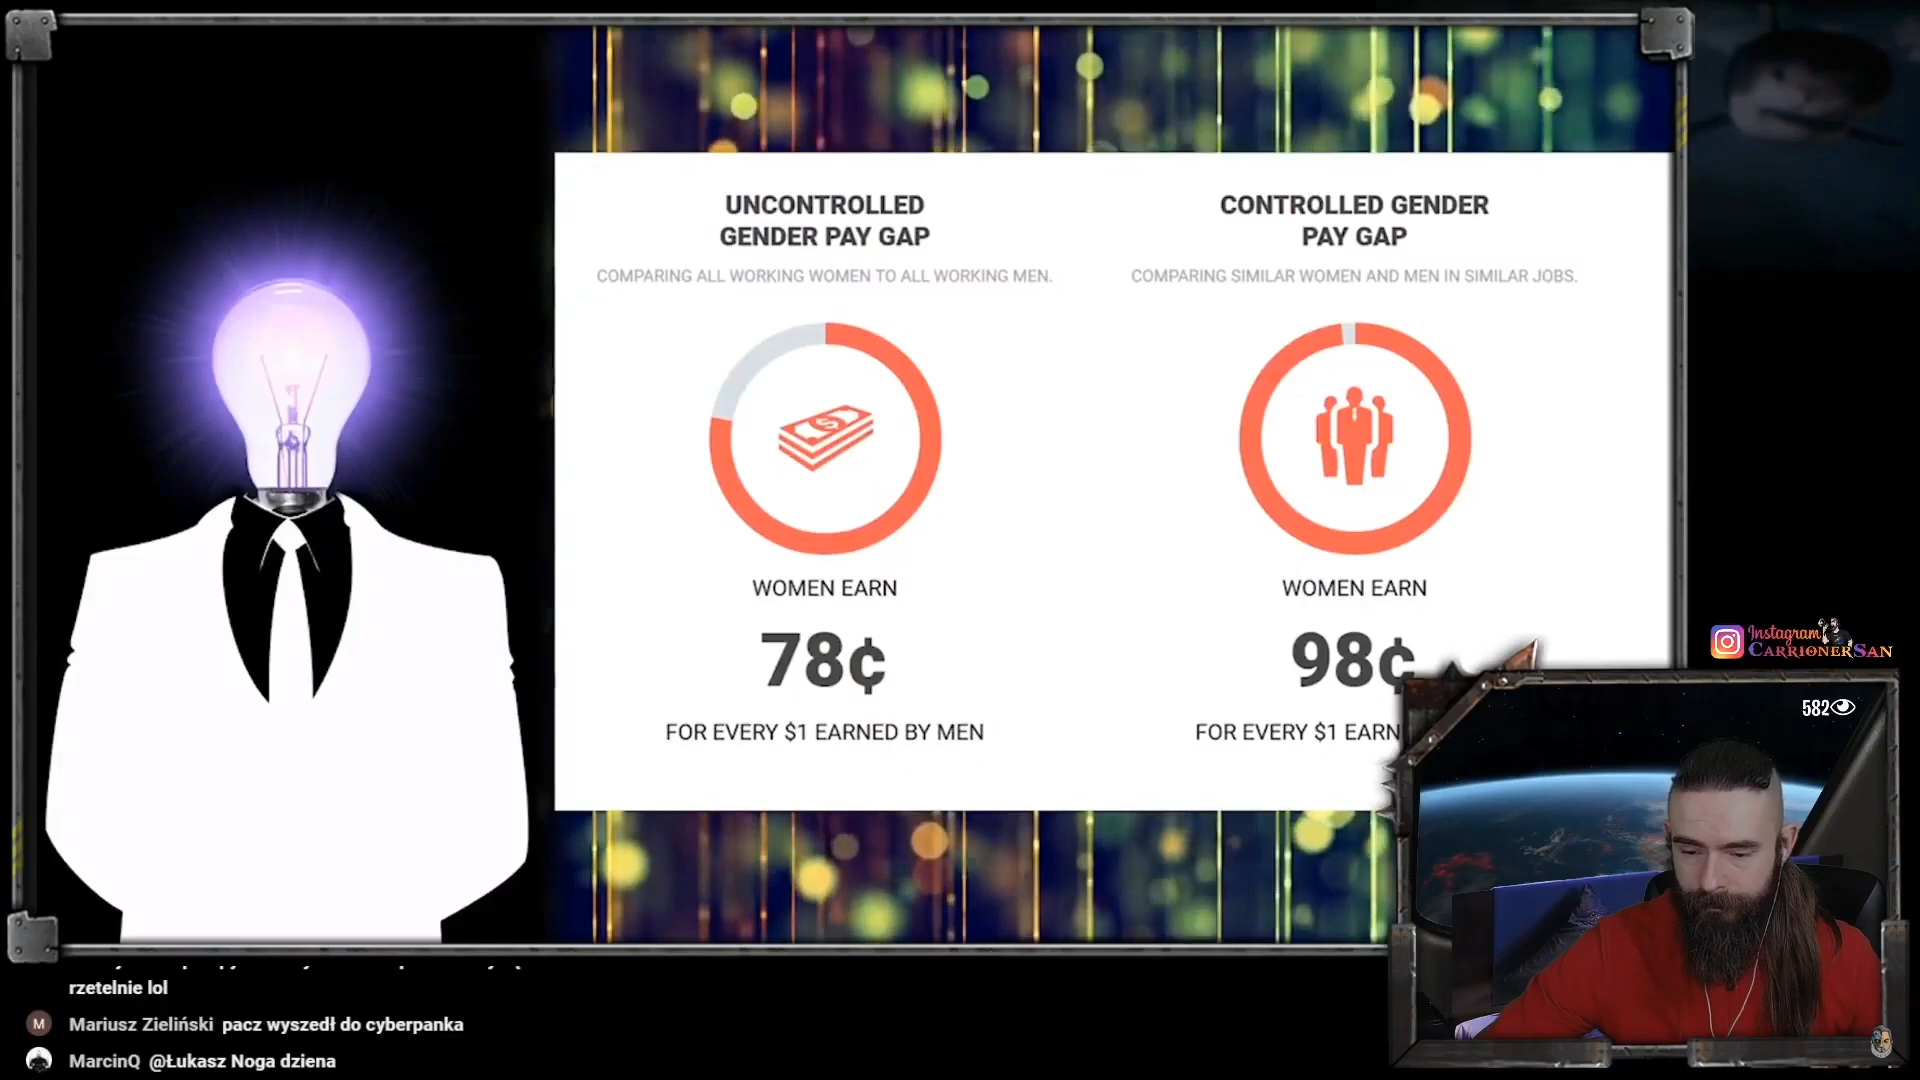 UNCONTROLLED
GENDER PAY GAP
COMPARING ALL WORKING WOMEN TO ALL WORKING MEN.
WOMEN EARN
78¢
FOR EVERY $1 EARNED BY MEN
CONTROLLED GENDER
PAY GAP
COMPARING SIMILAR WOMEN AND MEN IN SIMILAR JOBS.
WOMEN EARN
98¢
FOR EVERY $1 EARN
Instagram
CARRIONERSAN
582
rzetelnie lol
M
Mariusz Zieliński pacz wyszedł do cyberpanka
MarcinQ @Łukasz Noga dziena